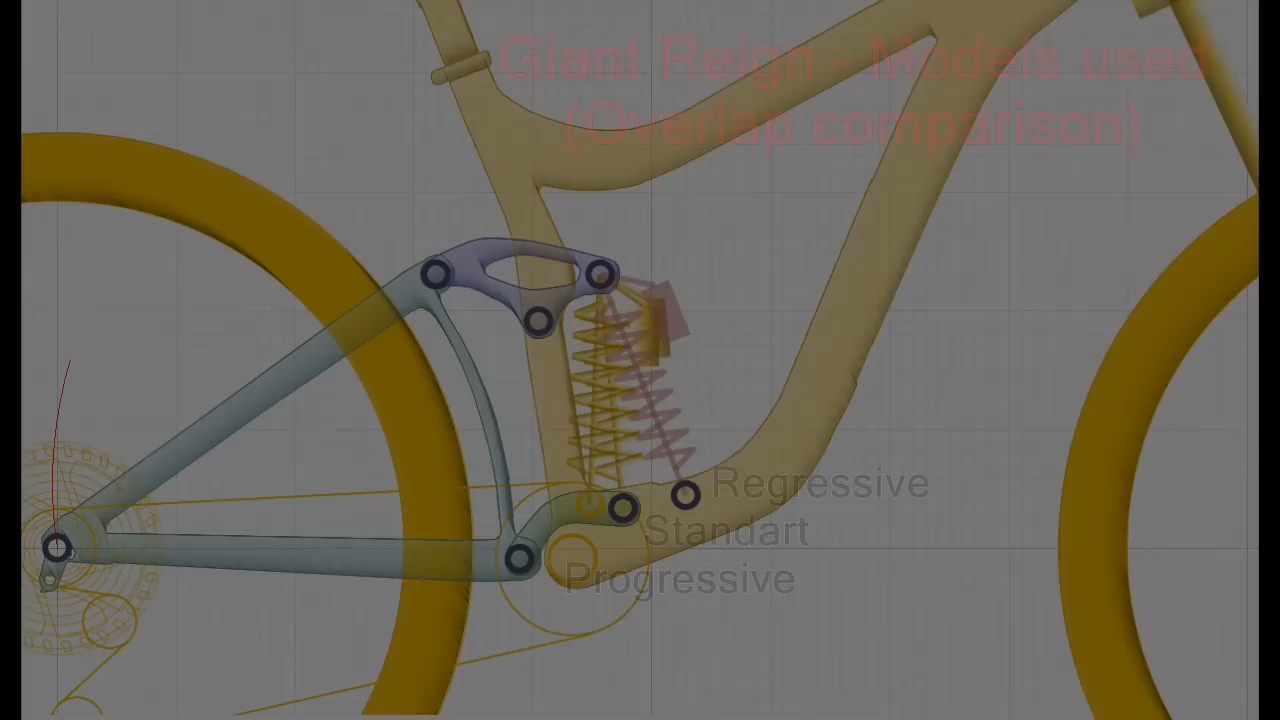 Giant Reign - Models used
(Overlap comparison)
Regressive
Standart
Progressive